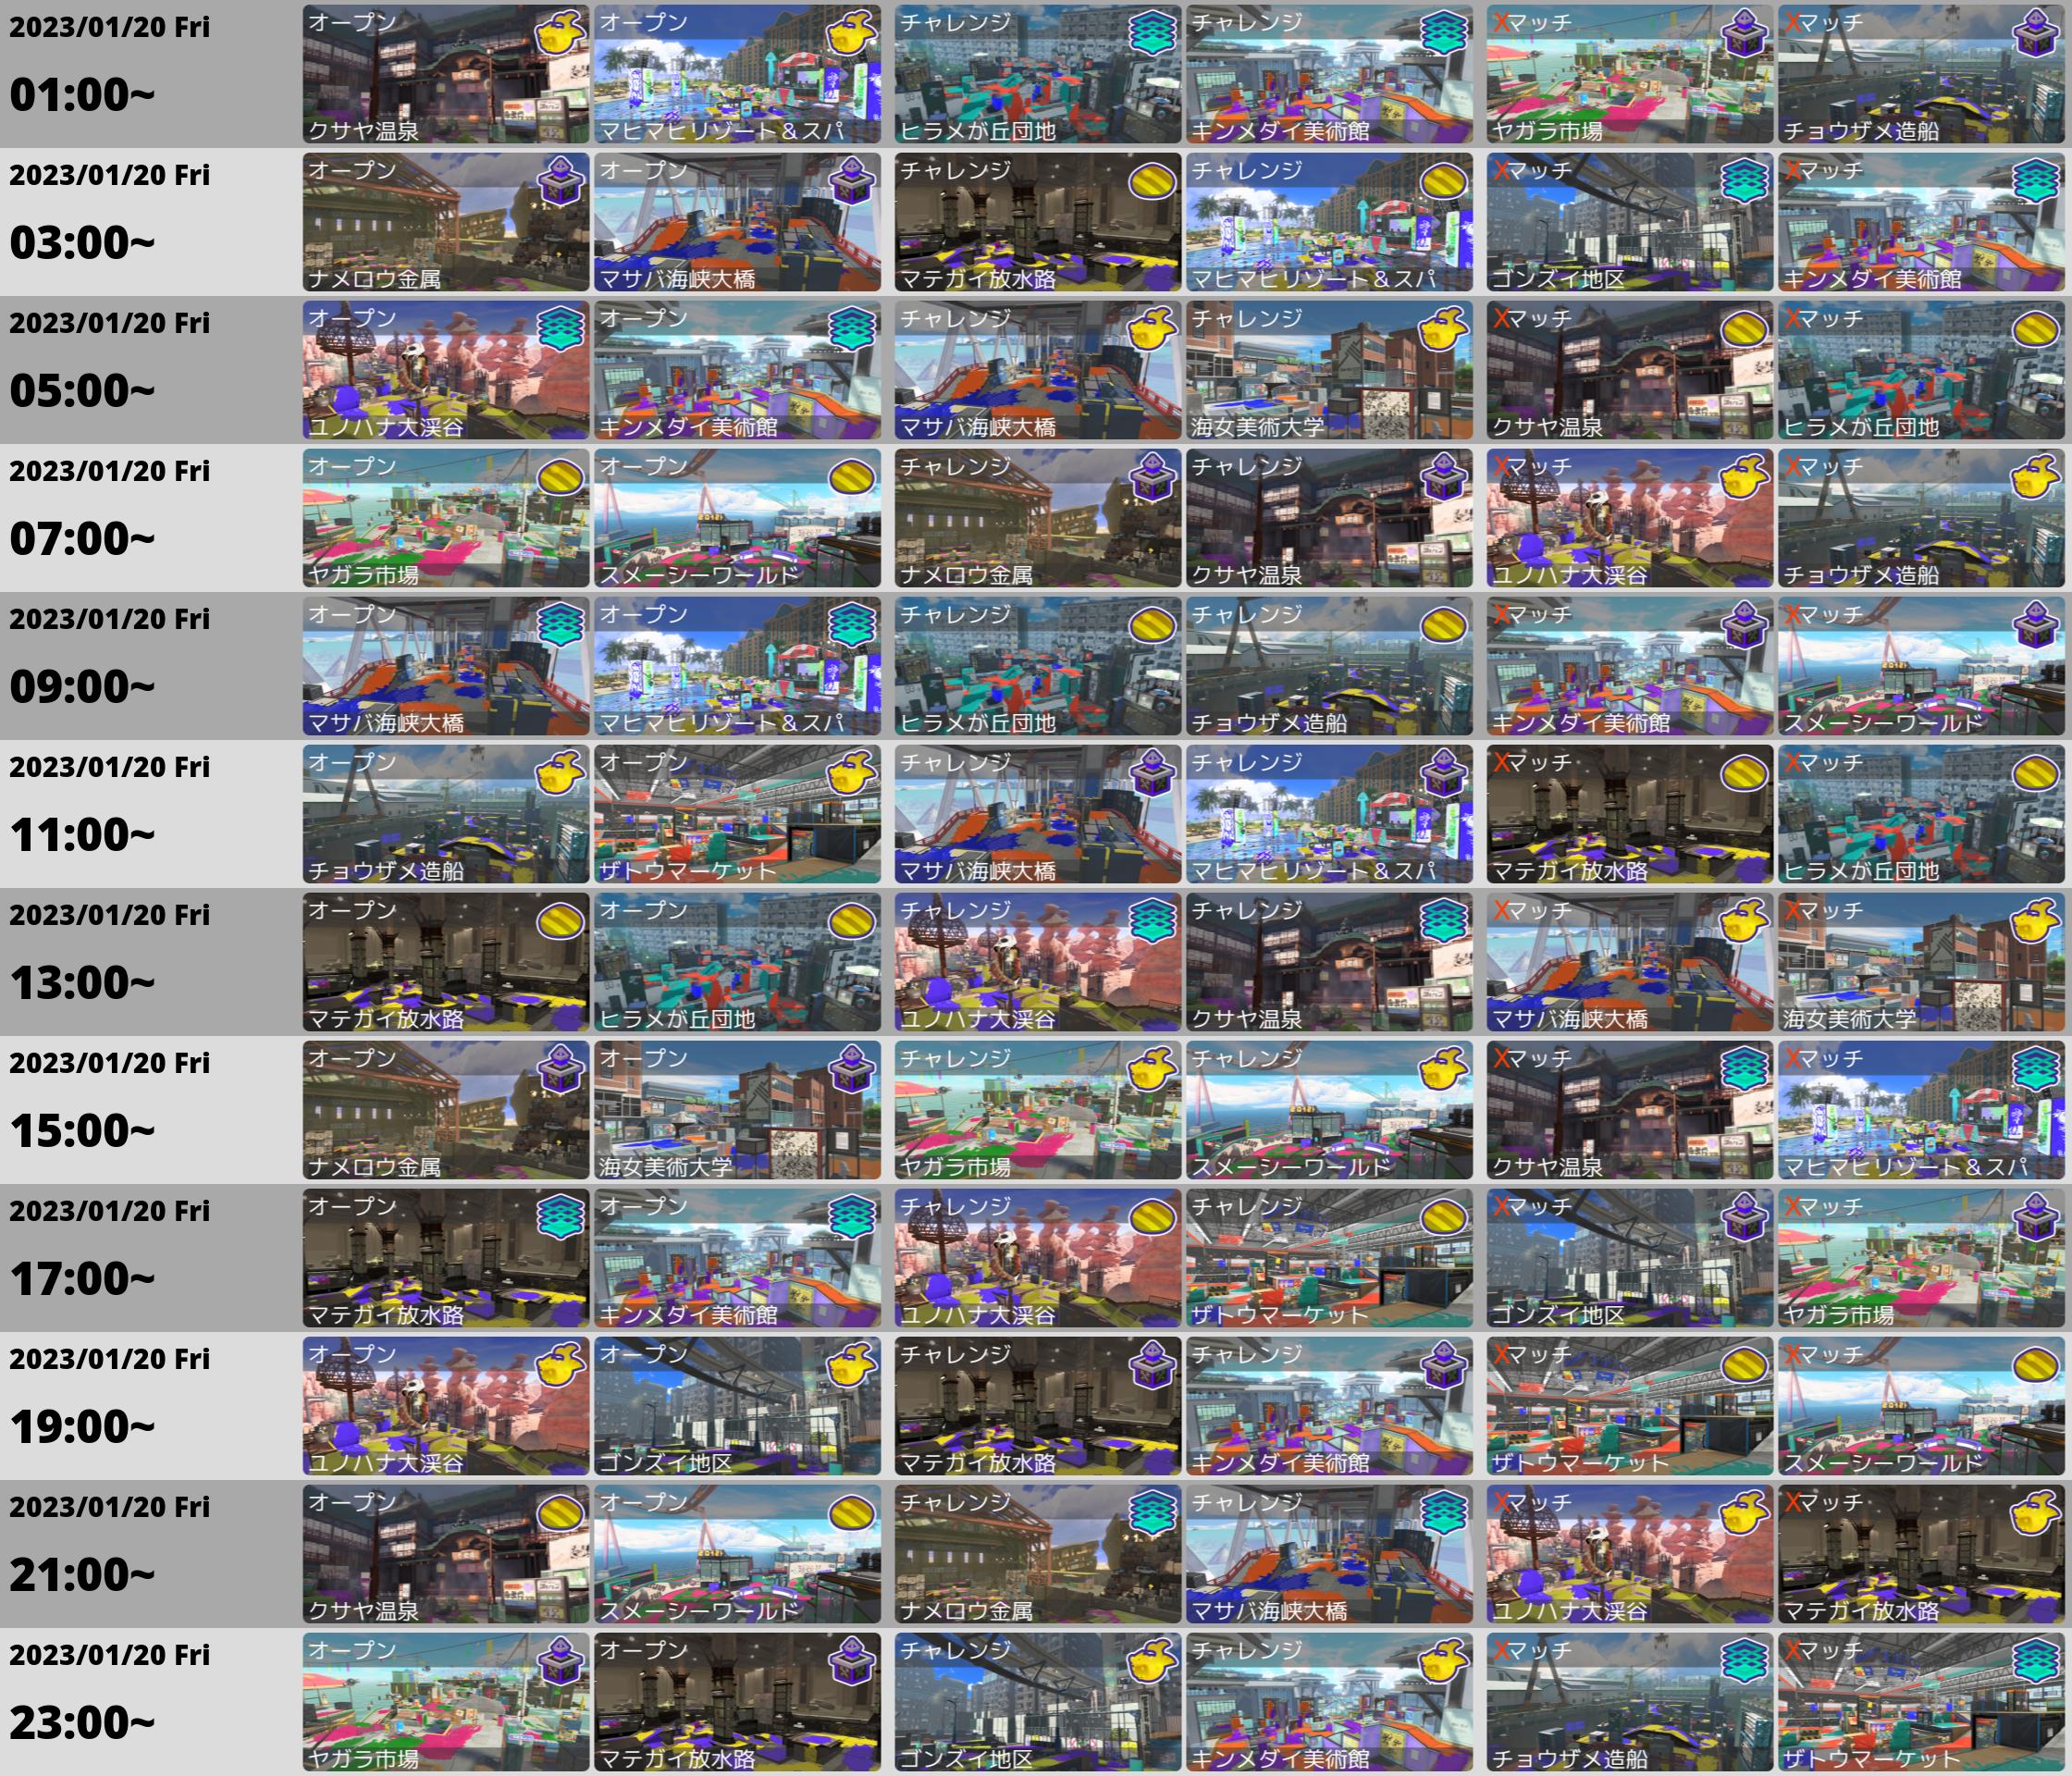 2023/01/20 Fri
01:00~
オープン
クサヤ温泉
オープン
マヒマヒリゾート＆スパ
チャレンジ
ヒラメが丘団地
チャレンジ
キンメダイ美術館
Xマッチ
ヤガラ市場
Xマッチ
チョウザメ造船
2023/01/20 Fri
03:00~
オープン
ナメロウ金属
オープン
マサバ海峡大橋
チャレンジ
マテガイ放水路
チャレンジ
マヒマヒリゾート＆スパ
Xマッチ
ゴンズイ地区
Xマッチ
キンメダイ美術館
2023/01/20 Fri
05:00~
オープン
ユノハナ大渓谷
オープン
キンメダイ美術館
チャレンジ
マサバ海峡大橋
チャレンジ
海女美術大学
Xマッチ
クサヤ温泉
Xマッチ
ヒラメが丘団地
2023/01/20 Fri
07:00~
オープン
ヤガラ市場
オープン
スメーシーワールド
チャレンジ
ナメロウ金属
チャレンジ
クサヤ温泉
Xマッチ
ユノハナ大渓谷
Xマッチ
チョウザメ造船
2023/01/20 Fri
09:00~
オープン
マサバ海峡大橋
オープン
マヒマヒリゾート＆スパ
チャレンジ
ヒラメが丘団地
チャレンジ
チョウザメ造船
Xマッチ
キンメダイ美術館
Xマッチ
スメーシーワールド
2023/01/20 Fri
11:00~
オープン
チョウザメ造船
オープン
ザトウマーケット
チャレンジ
マサバ海峡大橋
チャレンジ
マヒマヒリゾート＆スパ
Xマッチ
マテガイ放水路
Xマッチ
ヒラメが丘団地
2023/01/20 Fri
13:00~
オープン
マテガイ放水路
オープン
ヒラメが丘団地
チャレンジ
ユノハナ大渓谷
チャレンジ
クサヤ温泉
Xマッチ
マサバ海峡大橋
Xマッチ
海女美術大学
2023/01/20 Fri
15:00~
オープン
ナメロウ金属
オープン
海女美術大学
チャレンジ
ヤガラ市場
チャレンジ
スメーシーワールド
Xマッチ
クサヤ温泉
Xマッチ
マヒマヒリゾート＆スパ
2023/01/20 Fri
17:00~
オープン
マテガイ放水路
オープン
キンメダイ美術館
チャレンジ
ユノハナ大渓谷
チャレンジ
ザトウマーケット
Xマッチ
ゴンズイ地区
Xマッチ
ヤガラ市場
2023/01/20 Fri
19:00~
オープン
ユノハナ大渓谷
オープン
ゴンズイ地区
チャレンジ
マテガイ放水路
チャレンジ
キンメダイ美術館
Xマッチ
ザトウマーケット
Xマッチ
スメーシーワールド
2023/01/20 Fri
21:00~
オープン
クサヤ温泉
オープン
スメーシーワールド
チャレンジ
ナメロウ金属
チャレンジ
マサバ海峡大橋
Xマッチ
ユノハナ大渓谷
Xマッチ
マテガイ放水路
2023/01/20 Fri
23:00~
オープン
ヤガラ市場
オープン
マテガイ放水路
チャレンジ
ゴンズイ地区
チャレンジ
キンメダイ美術館
Xマッチ
チョウザメ造船
Xマッチ
ザトウマーケット